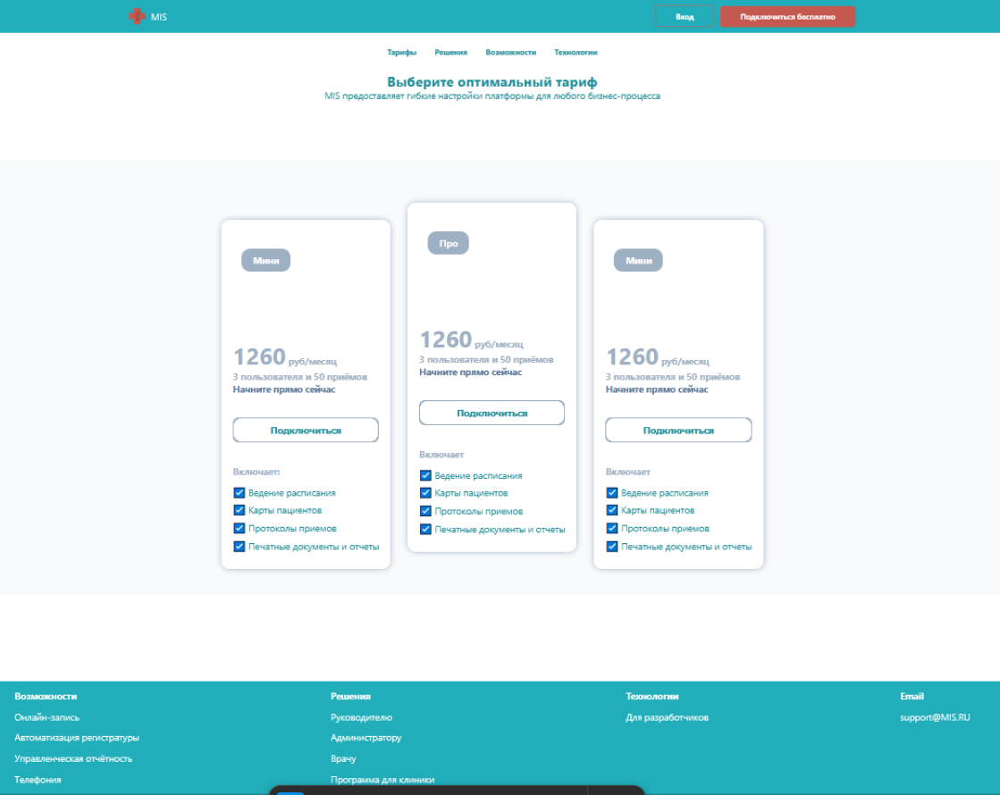 MIS
Вход
Подключиться бесплатно
Тарифы Решения Возможности Технологии
Выберите оптимальный тариф
MIS предоставляет гибкие настройки платформы для любого бизнес-процесса
Мини
1260 руб/месяц
3 пользователя и 50 приёмов
Начните прямо сейчас
Подключиться
Включает:
Ведение расписания
Карты пациентов
Протоколы приемов
Печатные документы и отчеты
Про
1260 руб/месяц
3 пользователя и 50 приёмов
Начните прямо сейчас
Подключиться
Включает
Ведение расписания
Карты пациентов
Протоколы приемов
Печатные документы и отчеты
Мини
1260 руб/месяц
3 пользователя и 50 приёмов
Начните прямо сейчас
Подключиться
Включает
Ведение расписания
Карты пациентов
Протоколы приемов
Печатные документы и отчеты
Возможности
Онлайн-запись
Автоматизация регистратуры
Управленческая отчётность
Телефония
Решения
Руководителю
Администратору
Врачу
Программа для клиники
Технологии
Для разработчиков
Email
support@MIS.RU